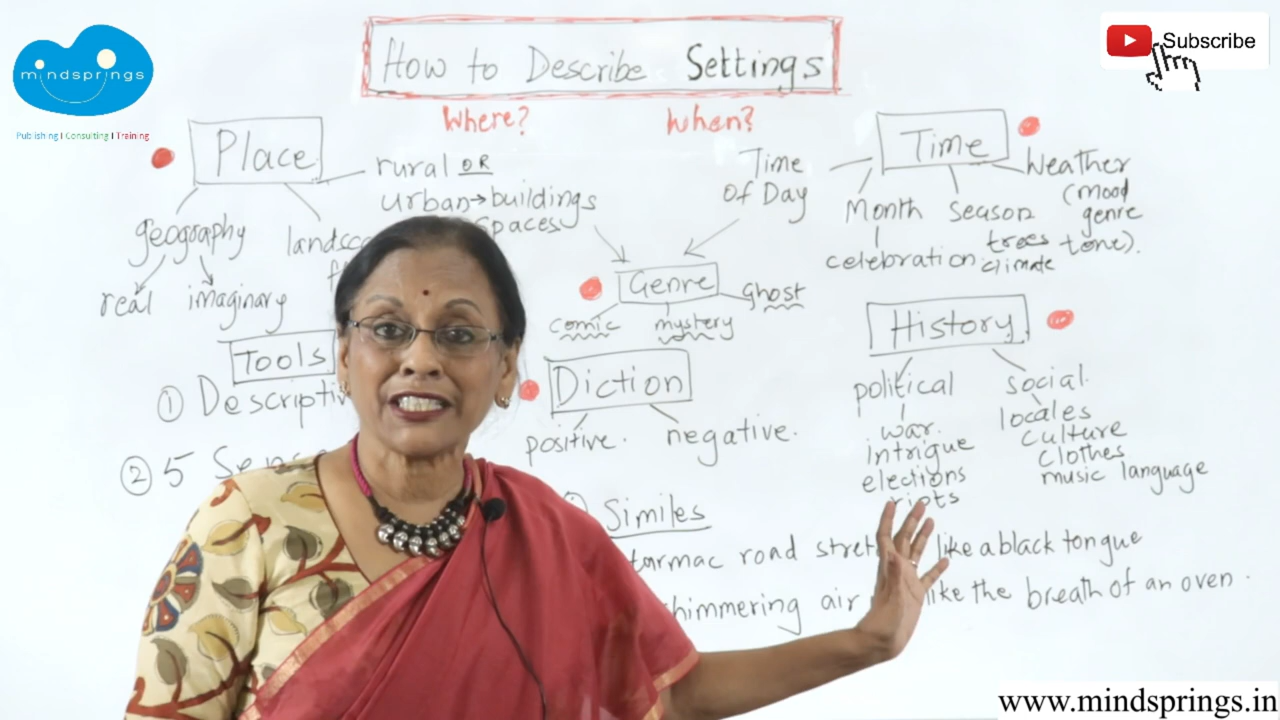 mindsprings
Publishing I Consulting I Training
Subscribe
How to Describe Settings
Where? When?
Place
rural OR
urban→buildings
spaces
geography
real imaginary
Time
Time
Of Day
Month
celebration
Season
trees
climate
Weather
(mood
genre
tone).
Genre
comic mystery ghost
Tools
① 
② 5
Diction
positive. negative.
History
political
war.
intrigue
elections
riots
social.
locales
culture
clothes
music language
Similes
tarmac road like a black tongue
shimmering air like the breath of an oven.
www.mindsprings.in